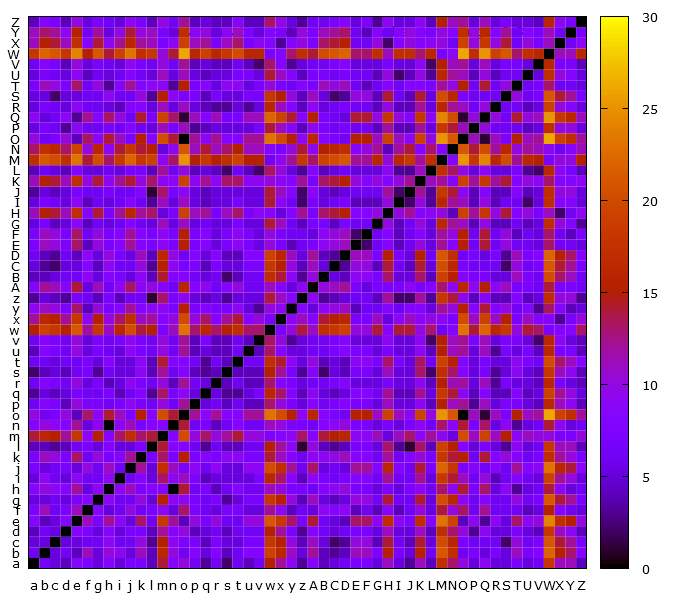 Z
Y
X
W
V
U
T
S
R
Q
P
O
N
M
L
K
J
I
H
G
F
E
D
C
B
A
z
y
x
w
v
u
t
s
r
q
p
o
n
m
l
k
j
i
h
g
f
e
d
c
b
a
a b c d e f g h i j k l m n o p q r s t u v w x y z A B C D E F G H I J K L M N O P Q R S T U V W X Y Z
30
25
20
15
10
5
0